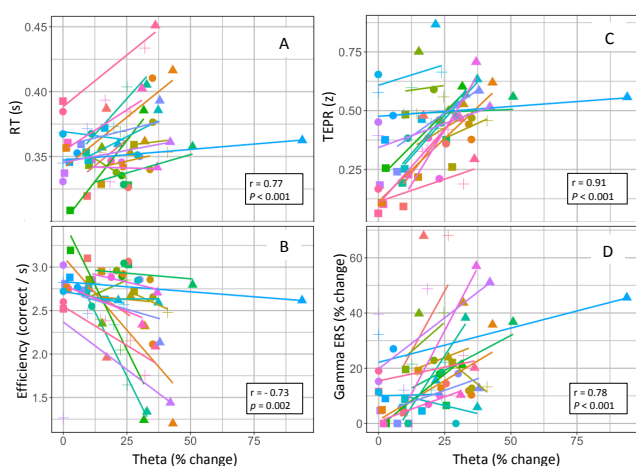 A
RT (s)
0.45
0.40
0.35
r = 0.77
P < 0.001
C
TEPR (z)
0.75
0.50
0.25
r = 0.91
P < 0.001
B
Efficiency (correct / s)
3.0
2.5
2.0
1.5
r = - 0.73
p = 0.002
0
25
50
75
Theta (% change)
D
Gamma ERS (% change)
60
40
20
0
r = 0.78
P < 0.001
0
25
50
75
Theta (% change)